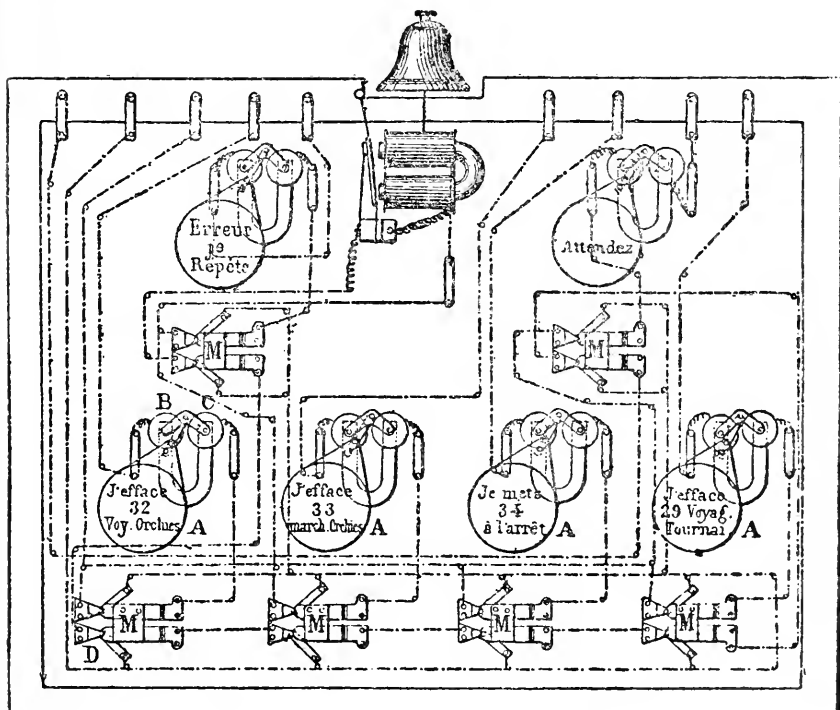 Erreur
je
Répète
Attendez
M
M
B
C
J'efface
32
Voy. Orchies
A
J'efface
33
march. Orchies
A
Je mets
34
à l'arrêt
A
J'efface
29 Voyag.
Tournai
A
M
M
M
M
D